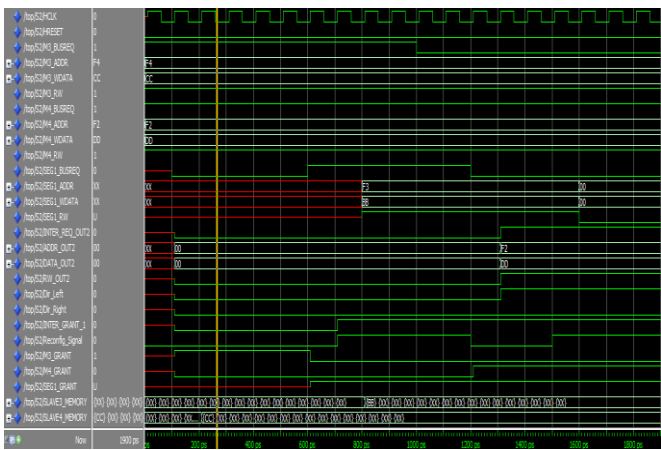 /top/S2/HCLK 0
/top/S2/HRESET 0
/top/S2/M3_BUSREQ 1
/top/S2/M3_ADDR F4 F4
/top/S2/M3_WDATA CC CC
/top/S2/M3_RW 1
/top/S2/M4_BUSREQ 1
/top/S2/M4_ADDR F2 F2
/top/S2/M4_WDATA DD DD
/top/S2/M4_RW 1
/top/S2/SEG1_BUSREQ 0
/top/S2/SEG1_ADDR XX XX F3 00
/top/S2/SEG1_WDATA XX XX BB 00
/top/S2/SEG1_RW U
/top/S2/INTER_REQ_OUT2 0
/top/S2/ADDR_OUT2 00 XX 00 F2
/top/S2/DATA_OUT2 00 XX 00 DD
/top/S2/RW_OUT2 0
/top/S2/Dir_Left 0
/top/S2/Dir_Right 0
/top/S2/INTER_GRANT_1 0
/top/S2/Reconfig_Signal 0
/top/S2/M3_GRANT 1
/top/S2/M4_GRANT 0
/top/S2/SEG1_GRANT U
/top/S2/SLAVE3_MEMORY
/top/S2/SLAVE4_MEMORY
Now 1900 ps ps 200 ps 400 ps 600 ps 800 ps 1000 ps 1200 ps 1400 ps 1600 ps 1800 ps